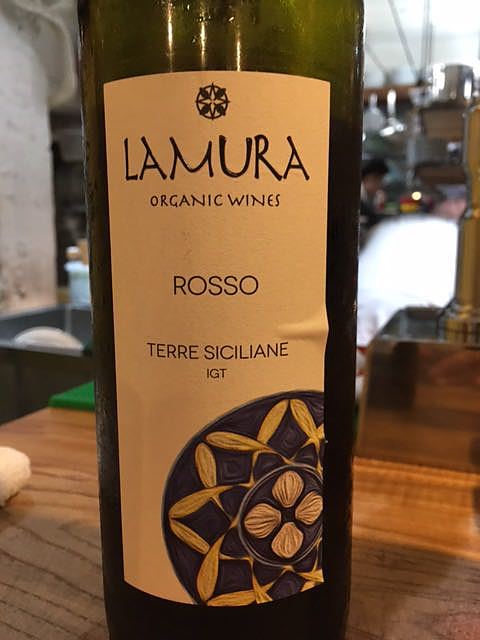 LAMURA
ORGANIC WINES
ROSSO
TERRE SICILIANE
IGT